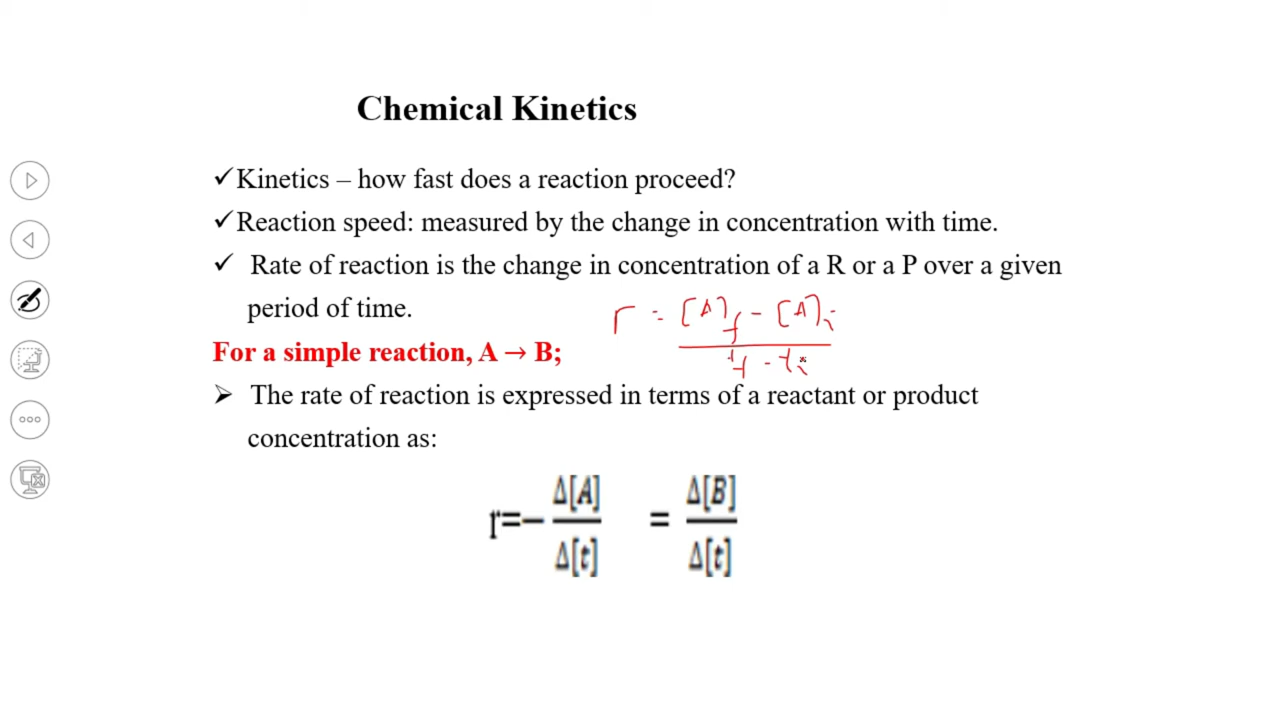 Chemical Kinetics
✓Kinetics – how fast does a reaction proceed?
✓Reaction speed: measured by the change in concentration with time.
✓ Rate of reaction is the change in concentration of a R or a P over a given
period of time.
r = [A]f - [A]i
tf - ti
For a simple reaction, A → B;
➢ The rate of reaction is expressed in terms of a reactant or product
concentration as:
r=− Δ[A]/Δ[t] = Δ[B]/Δ[t]